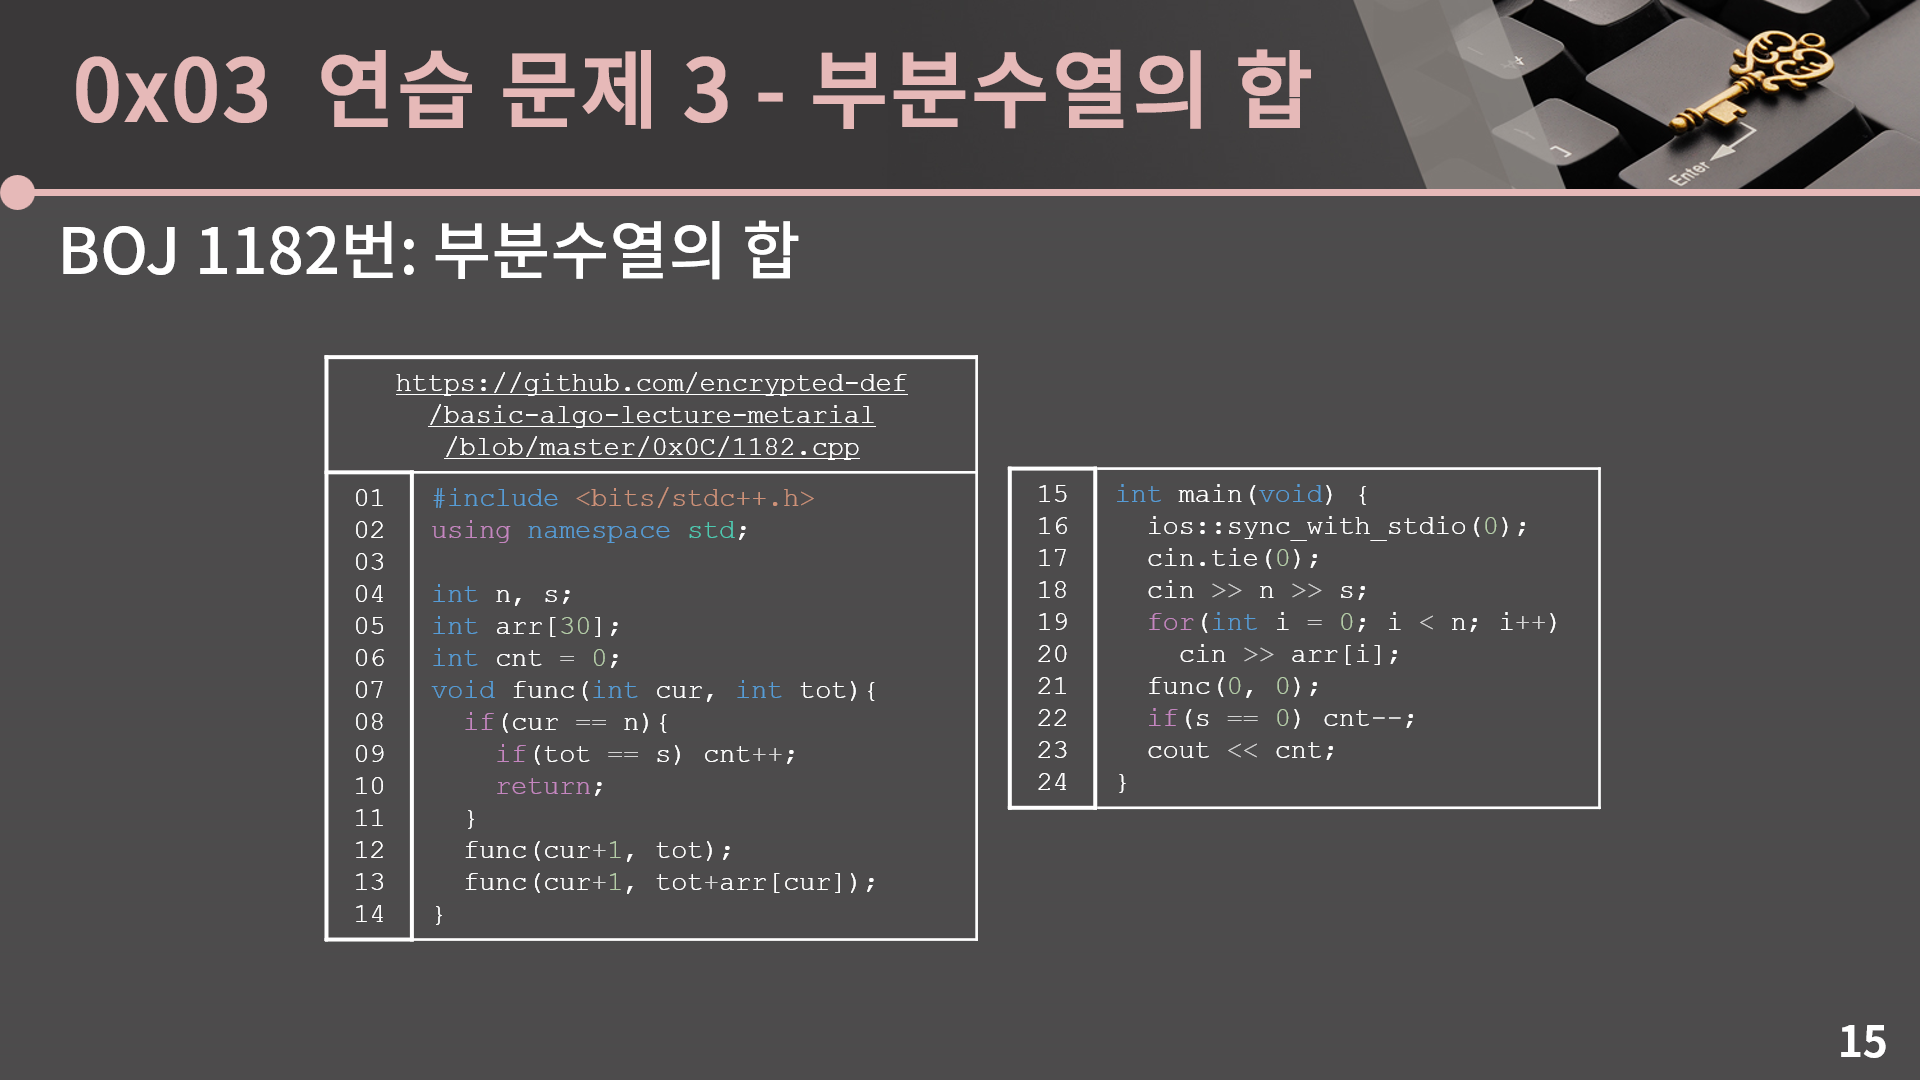 0x03 연습 문제 3 - 부분수열의 합
BOJ 1182번: 부분수열의 합
https://github.com/encrypted-def
/basic-algo-lecture-metarial
/blob/master/0x0C/1182.cpp
01 #include <bits/stdc++.h>
02 using namespace std;
03
04 int n, s;
05 int arr[30];
06 int cnt = 0;
07 void func(int cur, int tot){
08   if(cur == n){
09     if(tot == s) cnt++;
10     return;
11   }
12   func(cur+1, tot);
13   func(cur+1, tot+arr[cur]);
14 }
15 int main(void) {
16   ios::sync_with_stdio(0);
17   cin.tie(0);
18   cin >> n >> s;
19   for(int i = 0; i < n; i++)
20     cin >> arr[i];
21   func(0, 0);
22   if(s == 0) cnt--;
23   cout << cnt;
24 }
Enter
15